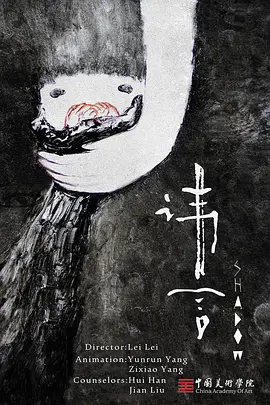 讳言
SHADOW
Director:Lei Lei
Animation:Yunrun Yang
Zixiao Yang
Counselors:Hui Han
Jian Liu
中國美術學院
China Academy Of Art